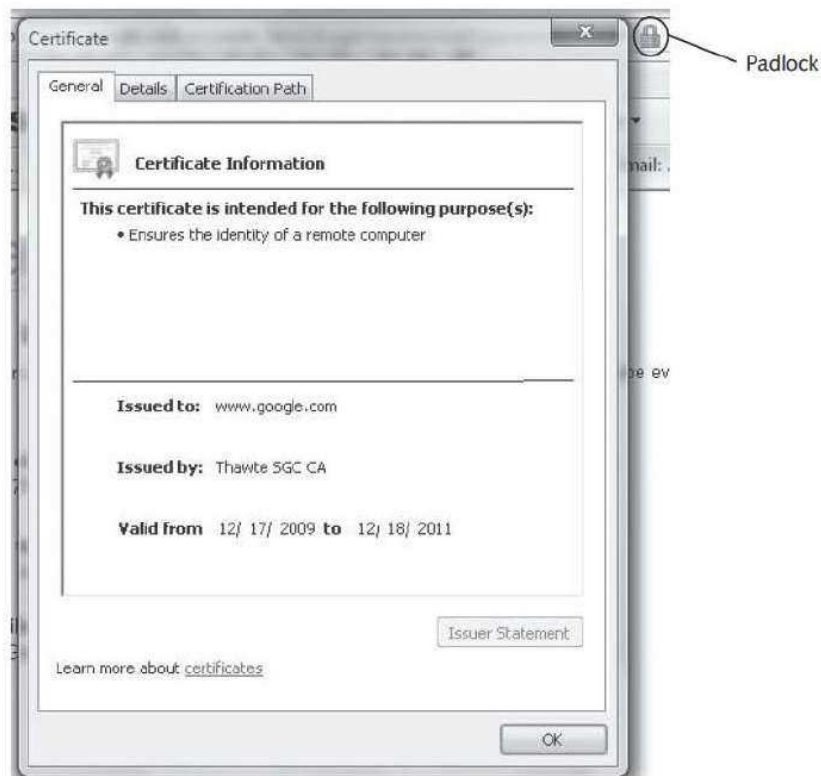 Certificate
Padlock
General Details Certification Path
Certificate Information
mail:
This certificate is intended for the following purpose(s):
• Ensures the identity of a remote computer
Issued to: www.google.com
Issued by: Thawte SGC CA
Valid from 12/ 17/ 2009 to 12/ 18/ 2011
Issuer Statement
Learn more about certificates
OK